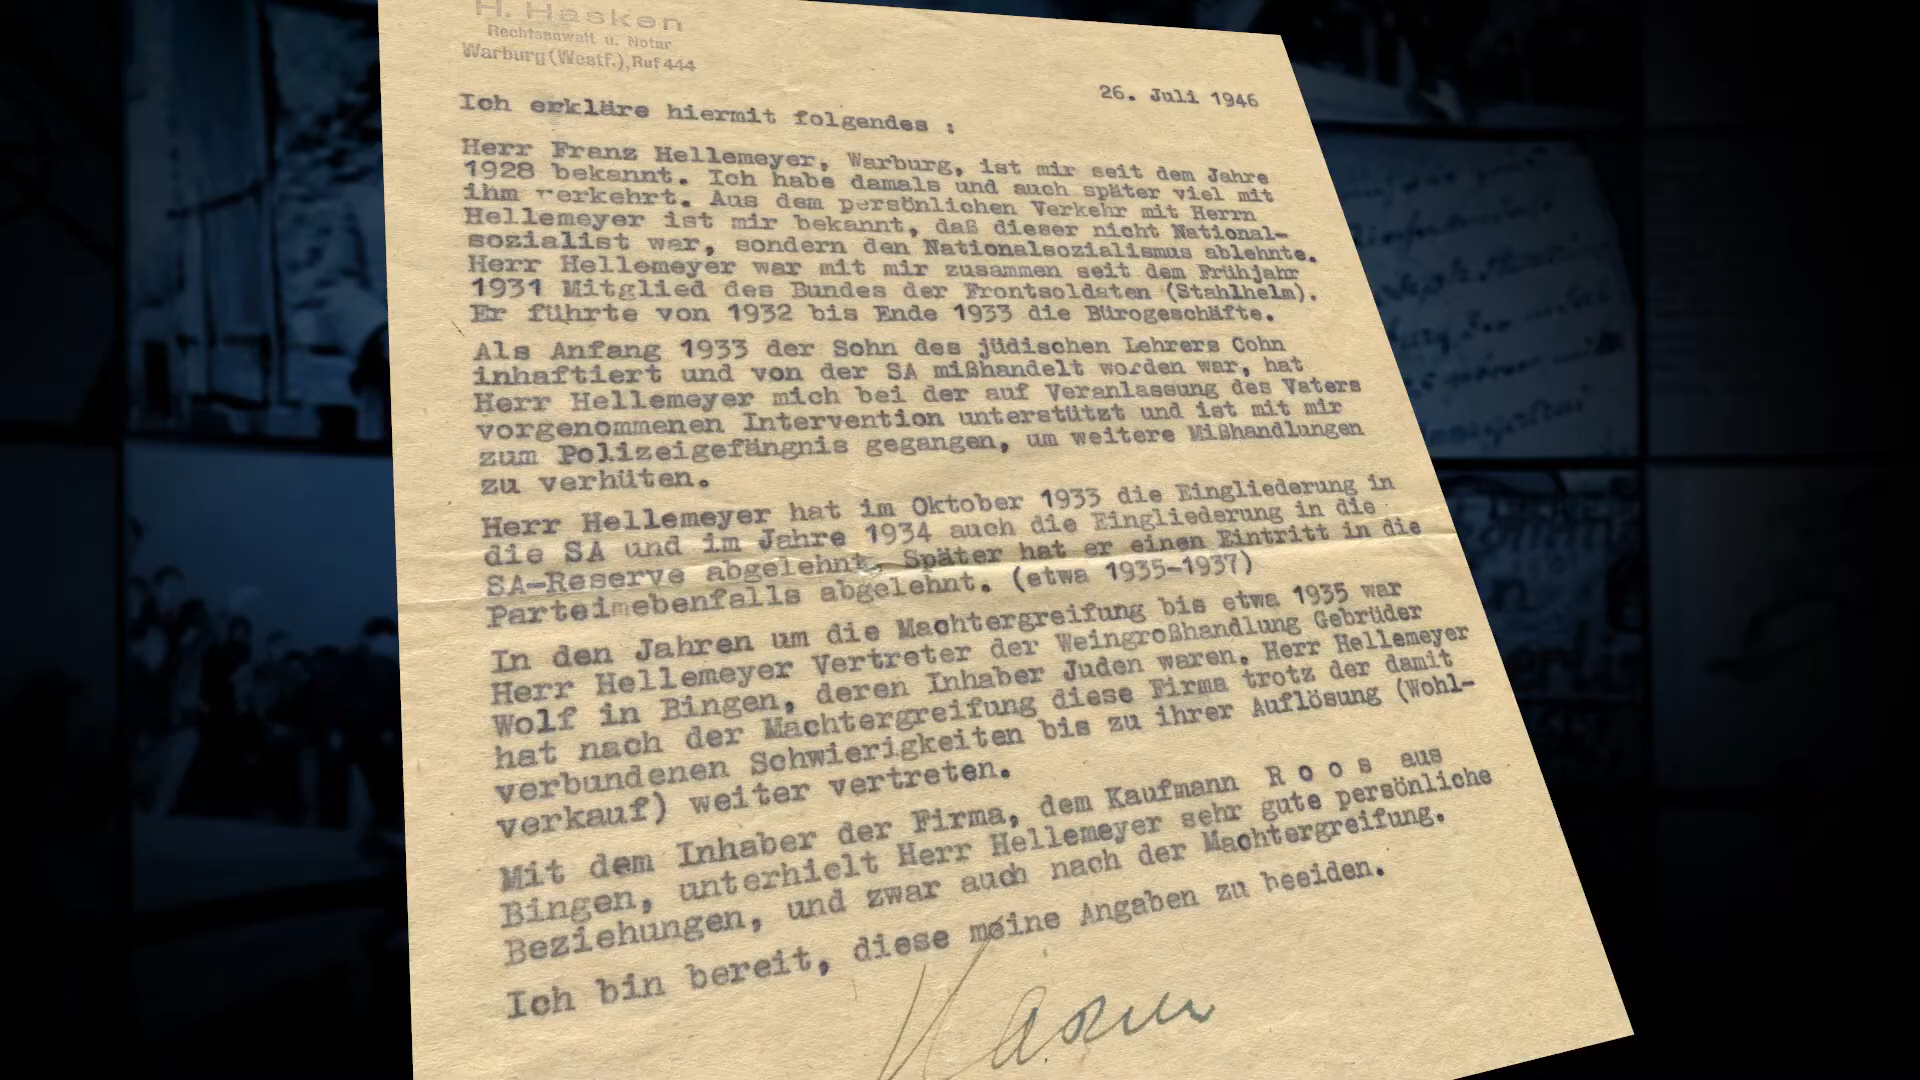 H. Hasken
Rechtsanwalt u. Notar
Warburg (Westf.), Ruf 444
26. Juli 1946
Ich erkläre hiermit folgendes :
Herr Franz Hellemeyer, Warburg, ist mir seit dem Jahre
1928 bekannt. Ich habe damals und auch später viel mit
ihm verkehrt. Aus dem persönlichen Verkehr mit Herrn
Hellemeyer ist mir bekannt, daß dieser nicht National-
sozialist war, sondern den Nationalsozialismus ablehnte.
Herr Hellemeyer war mit mir zusammen seit dem Frühjahr
1931 Mitglied des Bundes der Frontsoldaten (Stahlhelm).
Er führte von 1932 bis Ende 1933 die Bürogeschäfte.
Als Anfang 1933 der Sohn des jüdischen Lehrers Cohn
inhaftiert und von der SA mißhandelt worden war, hat
Herr Hellemeyer mich bei der auf Veranlassung des Vaters
vorgenommenen Intervention unterstützt und ist mit mir
zum Polizeigefängnis gegangen, um weitere Mißhandlungen
zu verhüten.
Herr Hellemeyer hat im Oktober 1933 die Eingliederung in
die SA und im Jahre 1934 auch die Eingliederung in die
SA-Reserve abgelehnt. Später hat er einen Eintritt in die
Parteimebenfalls abgelehnt. (etwa 1935-1937)
In den Jahren um die Machtergreifung bis etwa 1935 war
Herr Hellemeyer Vertreter der Weingroßhandlung Gebrüder
Wolf in Bingen, deren Inhaber Juden waren. Herr Hellemeyer
hat nach der Machtergreifung diese Firma trotz der damit
verbundenen Schwierigkeiten bis zu ihrer Auflösung (Wohl-
verkauf) weiter vertreten.
Mit dem Inhaber der Firma, dem Kaufmann R o o s aus
Bingen, unterhielt Herr Hellemeyer sehr gute persönliche
Beziehungen, und zwar auch nach der Machtergreifung.
Ich bin bereit, diese meine Angaben zu beeiden.